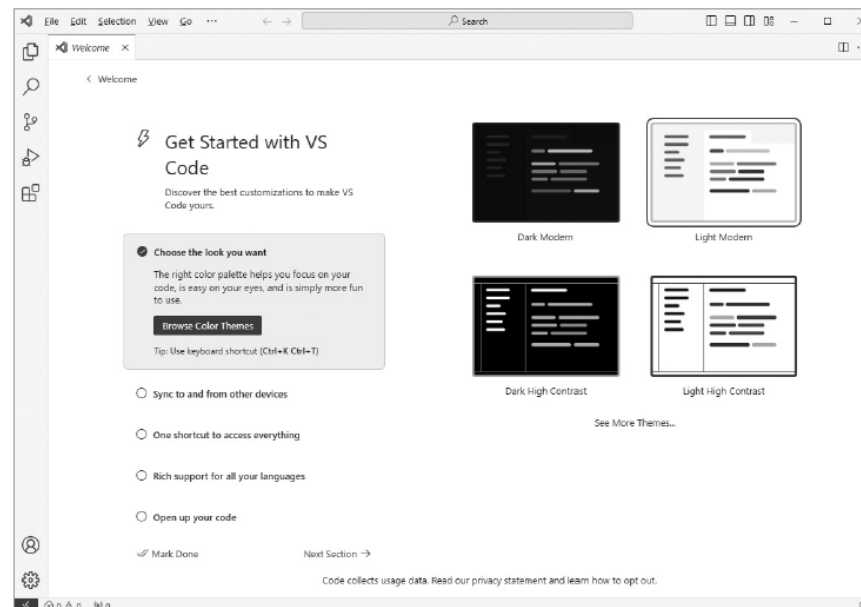 File Edit Selection View Go ···
Search
Welcome
Welcome
Get Started with VS
Code
Discover the best customizations to make VS
Code yours.
Choose the look you want
The right color palette helps you focus on your
code, is easy on your eyes, and is simply more fun
to use.
Browse Color Themes
Tip: Use keyboard shortcut (Ctrl+K Ctrl+T)
Sync to and from other devices
One shortcut to access everything
Rich support for all your languages
Open up your code
Mark Done
Next Section →
Dark Modern
Light Modern
Dark High Contrast
Light High Contrast
See More Themes...
Code collects usage data. Read our privacy statement and learn how to opt out.